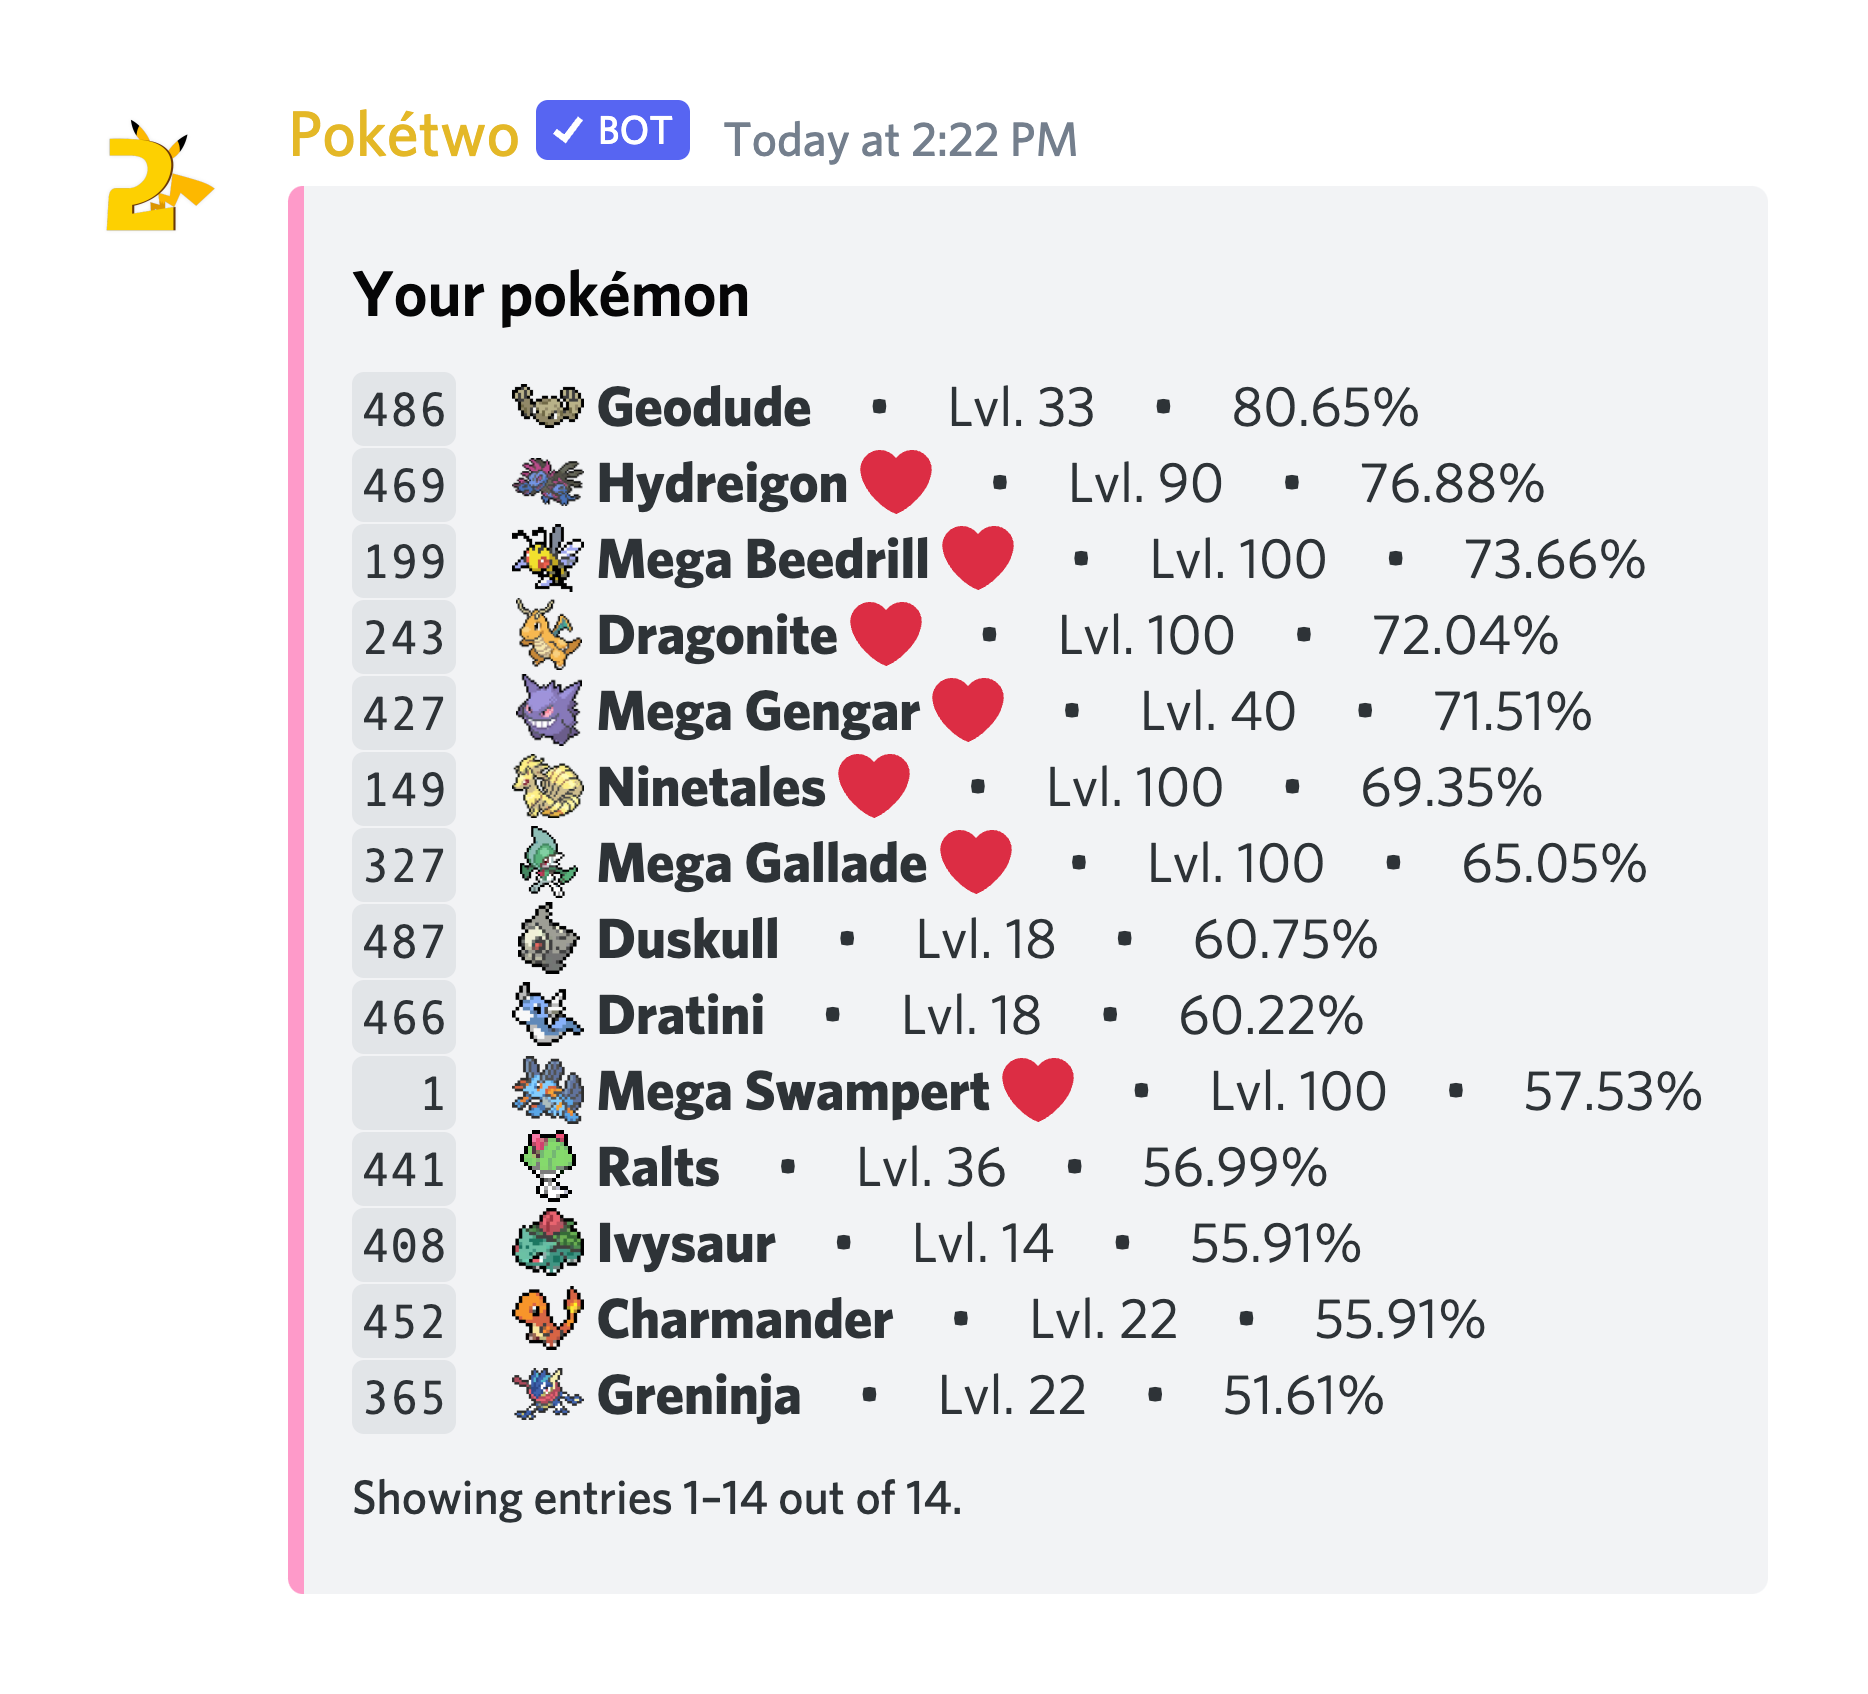 Pokétwo ✓ BOT Today at 2:22 PM
Your pokémon
486 Geodude • Lvl. 33 • 80.65%
469 Hydreigon ❤️ • Lvl. 90 • 76.88%
199 Mega Beedrill ❤️ • Lvl. 100 • 73.66%
243 Dragonite ❤️ • Lvl. 100 • 72.04%
427 Mega Gengar ❤️ • Lvl. 40 • 71.51%
149 Ninetales ❤️ • Lvl. 100 • 69.35%
327 Mega Gallade ❤️ • Lvl. 100 • 65.05%
487 Duskull • Lvl. 18 • 60.75%
466 Dratini • Lvl. 18 • 60.22%
1 Mega Swampert ❤️ • Lvl. 100 • 57.53%
441 Ralts • Lvl. 36 • 56.99%
408 Ivysaur • Lvl. 14 • 55.91%
452 Charmander • Lvl. 22 • 55.91%
365 Greninja • Lvl. 22 • 51.61%
Showing entries 1–14 out of 14.